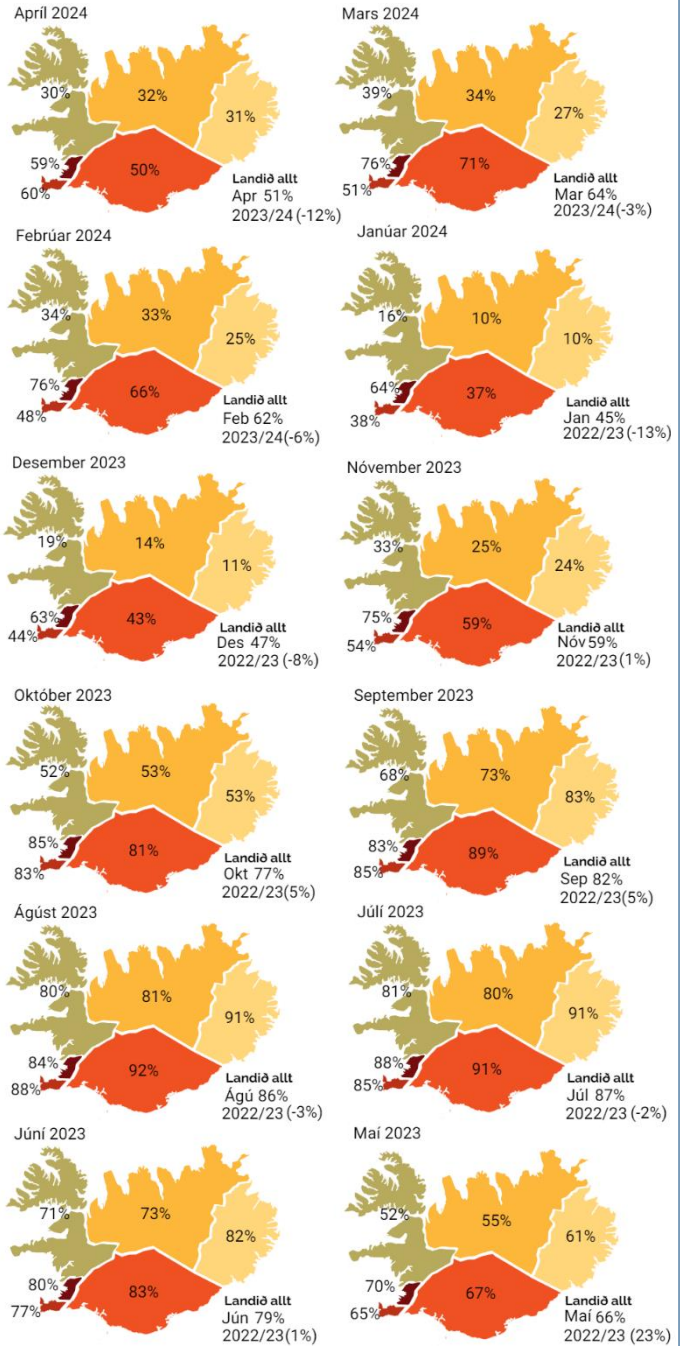 Apríl 2024
30%
32%
31%
59%
50%
60%
Landið allt
Apr 51%
2023/24 (-12%)
Mars 2024
39%
34%
27%
76%
71%
51%
Landið allt
Mar 64%
2023/24(-3%)
Febrúar 2024
34%
33%
25%
76%
66%
48%
Landið allt
Feb 62%
2023/24(-6%)
Janúar 2024
16%
10%
10%
64%
37%
38%
Landið allt
Jan 45%
2022/23 (-13%)
Desember 2023
19%
14%
11%
63%
43%
44%
Landið allt
Des 47%
2022/23 (-8%)
Nóvember 2023
33%
25%
24%
75%
59%
54%
Landið allt
Nóv 59%
2022/23 (1%)
Október 2023
52%
53%
53%
85%
81%
83%
Landið allt
Okt 77%
2022/23(5%)
September 2023
68%
73%
83%
83%
89%
85%
Landið allt
Sep 82%
2022/23(5%)
Ágúst 2023
80%
81%
91%
84%
92%
88%
Landið allt
Ágú 86%
2022/23 (-3%)
Júlí 2023
81%
80%
91%
88%
91%
85%
Landið allt
Júl 87%
2022/23 (-2%)
Júní 2023
71%
73%
82%
80%
83%
77%
Landið allt
Jún 79%
2022/23(1%)
Maí 2023
52%
55%
61%
70%
67%
65%
Landið allt
Maí 66%
2022/23 (23%)